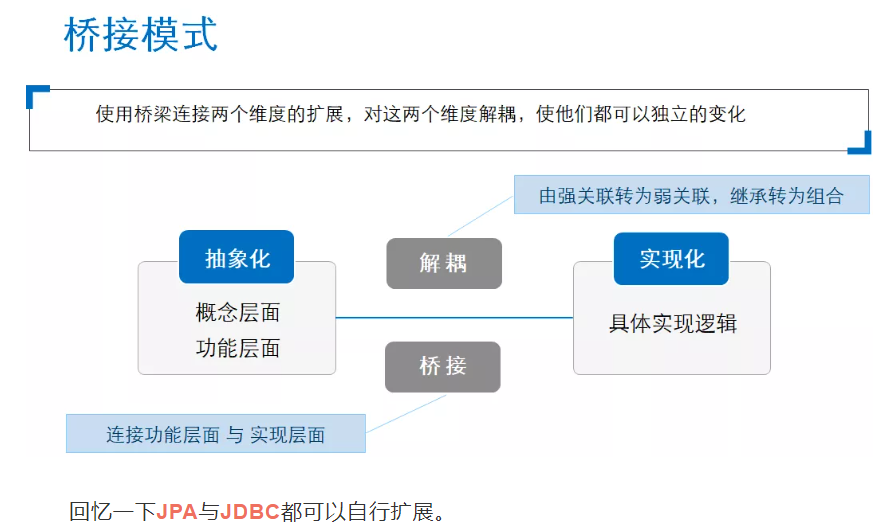 桥接模式
使用桥梁连接两个维度的扩展，对这两个维度解耦，使他们都可以独立的变化
由强关联转为弱关联，继承转为组合
抽象化
解耦
实现化
概念层面
功能层面
具体实现逻辑
桥接
连接功能层面 与 实现层面
回忆一下JPA与JDBC都可以自行扩展。